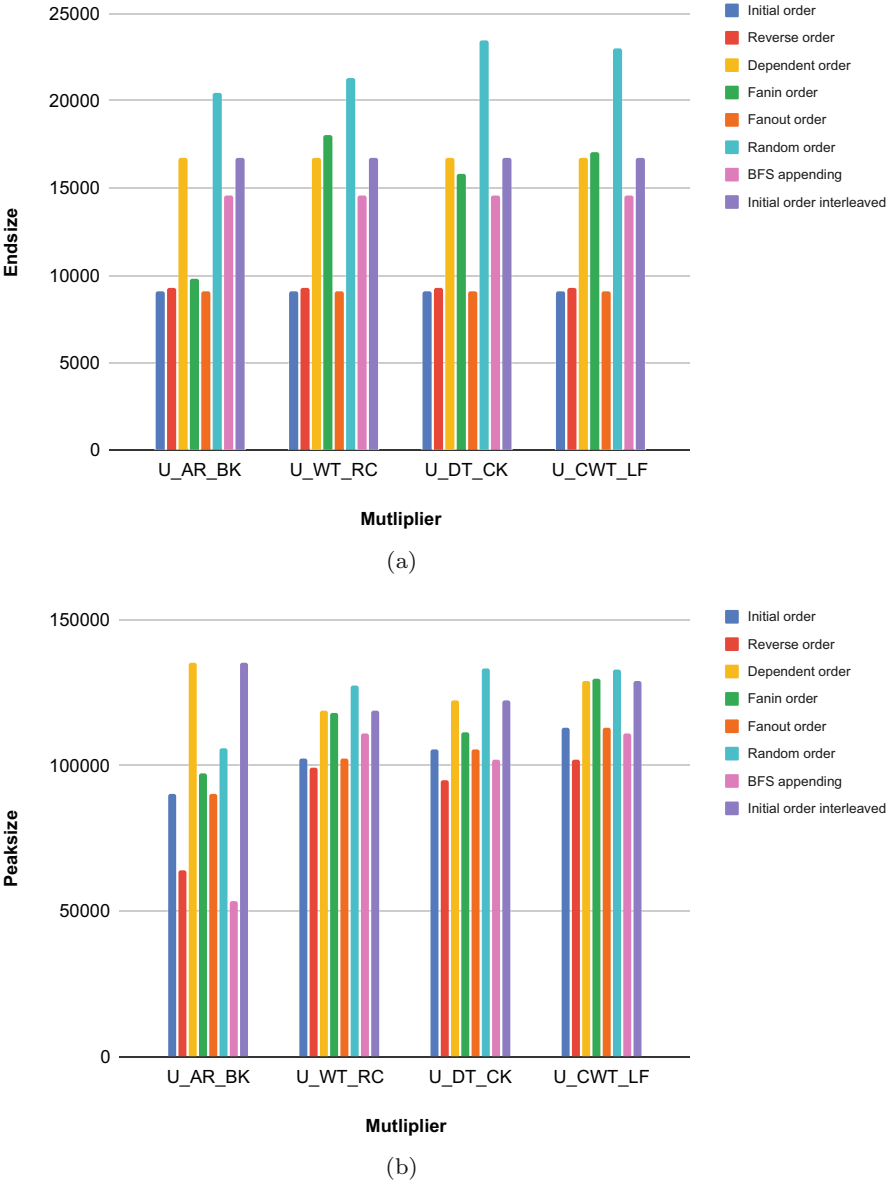 25000
20000
15000
10000
5000
0
Endsize
U_AR_BK U_WT_RC U_DT_CK U_CWT_LF
Mutliplier
Initial order
Reverse order
Dependent order
Fanin order
Fanout order
Random order
BFS appending
Initial order interleaved
(a)
150000
100000
50000
0
Peaksize
U_AR_BK U_WT_RC U_DT_CK U_CWT_LF
Mutliplier
Initial order
Reverse order
Dependent order
Fanin order
Fanout order
Random order
BFS appending
Initial order interleaved
(b)